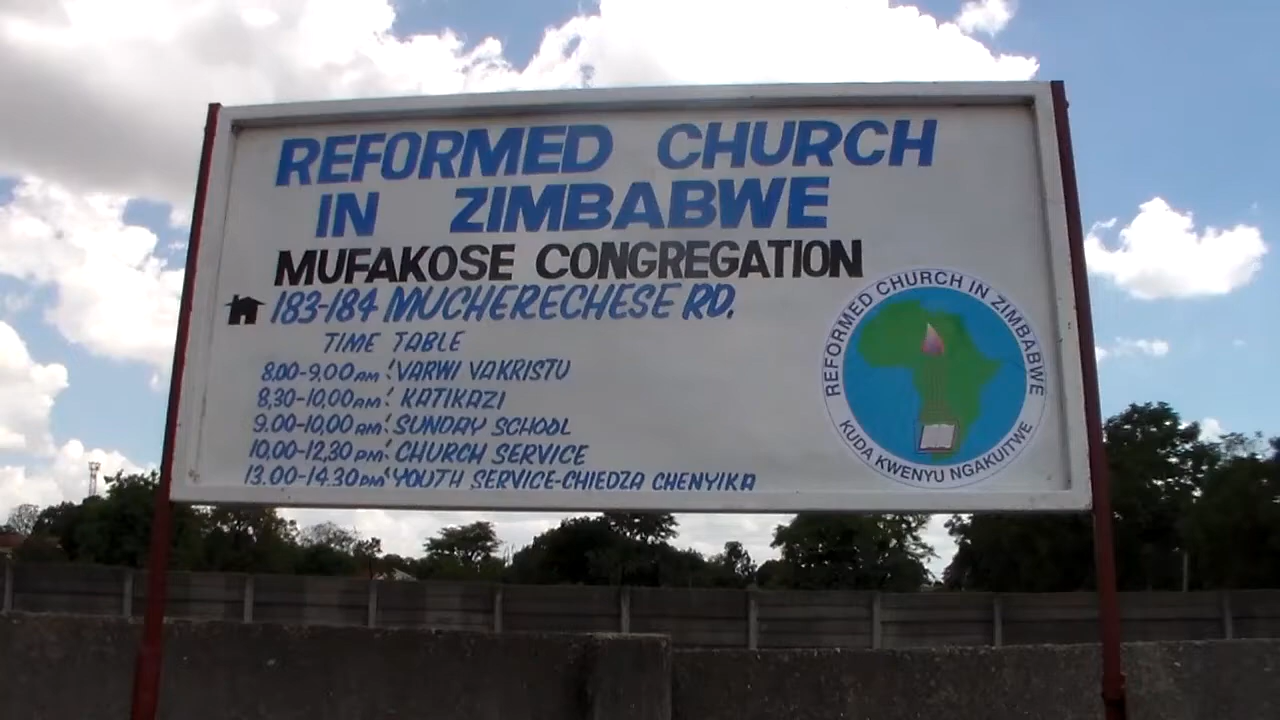 REFORMED CHURCH
IN ZIMBABWE
MUFAKOSE CONGREGATION
183-184 MUCHERECHESE RD.
TIME TABLE
8.00-9.00AM: VARWI VAKRISTU
8,30-10,00AM: KATIKAZI
9.00-10,00AM: SUNDAY SCHOOL
10,00-12,30 PM: CHURCH SERVICE
13.00-14.30PM: YOUTH SERVICE-CHIEDZA CHENYIKA
REFORMED CHURCH IN ZIMBABWE
KUDA KWENYU NGAKUITWE